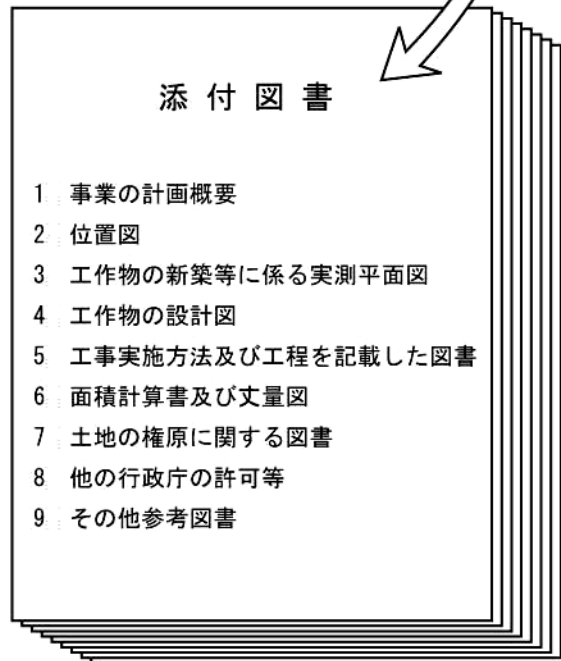 添付図書
1 事業の計画概要
2 位置図
3 工作物の新築等に係る実測平面図
4 工作物の設計図
5 工事実施方法及び工程を記載した図書
6 面積計算書及び丈量図
7 土地の権原に関する図書
8 他の行政庁の許可等
9 その他参考図書